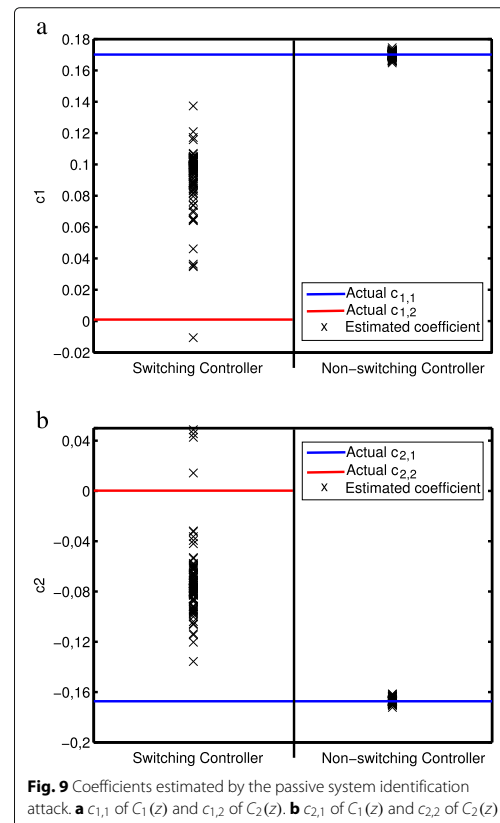 a
0.18
0.16
0.14
0.12
0.1
0.08
0.06
0.04
0.02
0
−0.02
c1
Actual c1,1
Actual c1,2
x Estimated coefficient
Switching Controller Non-switching Controller
b
0,04
0
−0,04
−0,08
−0,12
−0,16
−0,2
c2
Actual c2,1
Actual c2,2
x Estimated coefficient
Switching Controller Non-switching Controller
Fig. 9 Coefficients estimated by the passive system identification
attack. a c1,1 of C1(z) and c1,2 of C2(z). b c2,1 of C1(z) and c2,2 of C2(z)